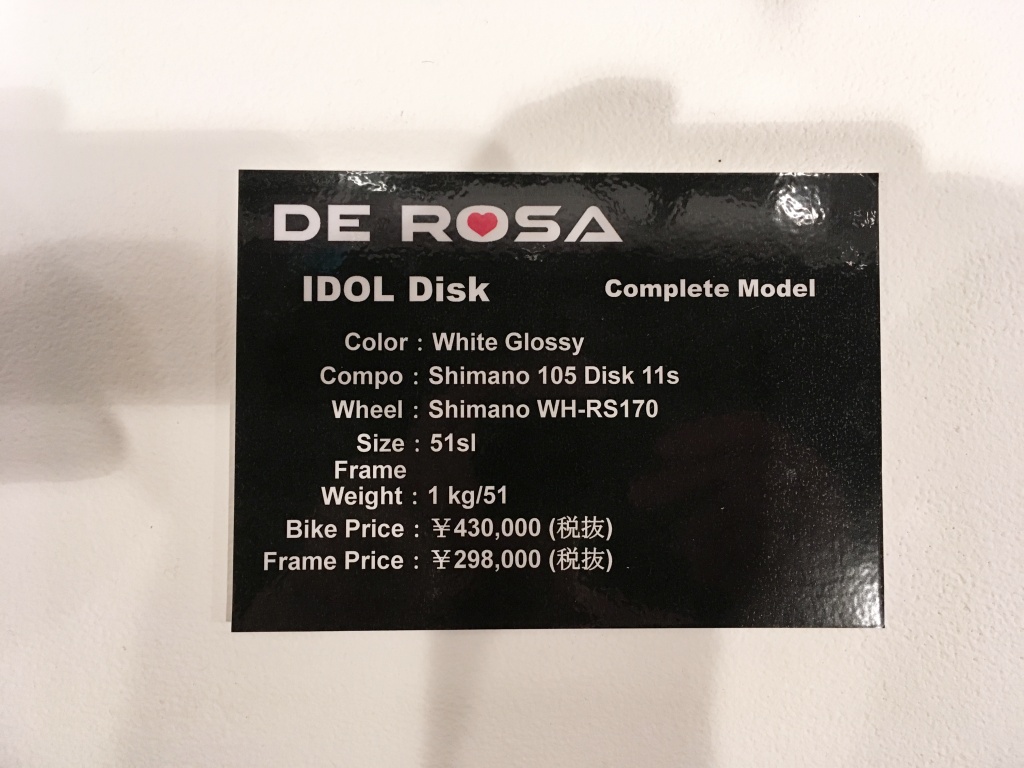 DE ROSA
IDOL Disk Complete Model
Color : White Glossy
Compo : Shimano 105 Disk 11s
Wheel : Shimano WH-RS170
Size : 51sl
Frame
Weight : 1 kg/51
Bike Price : ¥430,000 (税抜)
Frame Price : ¥298,000 (税抜)